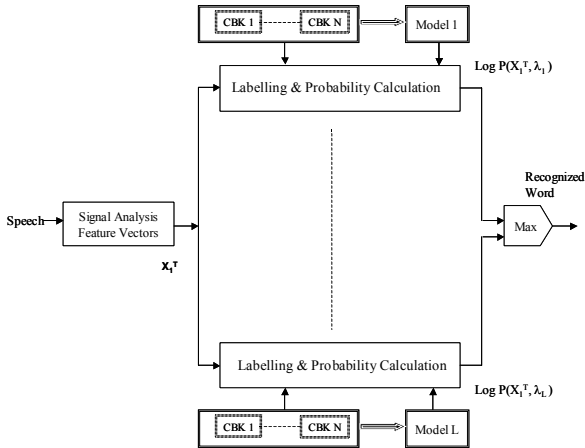 CBK 1 CBK N Model 1
Log P(X₁ᵀ, λ₁)
Labelling & Probability Calculation
Recognized
Word
Speech
Signal Analysis
Feature Vectors
Max
X₁ᵀ
Labelling & Probability Calculation
Log P(X₁ᵀ, λL)
CBK 1 CBK N Model L